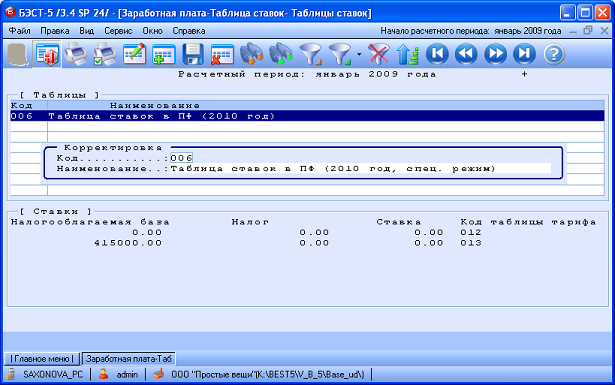 БЭСТ-5 /3.4 SP 24/ - [Заработная плата-Таблица ставок- Таблицы ставок]
Файл Правка Вид Сервис Окно Справка Начало расчетного периода: январь 2009 года
Расчетный период: январь 2009 года +
[ Таблицы ]
Код Наименование
006 Таблица ставок в ПФ (2010 год)
Корректировка
Код...........:006
Наименование..:Таблица ставок в ПФ (2010 год, спец. режим)
[ Ставки ]
Налогооблагаемая база Налог Ставка Код таблицы тарифа
0.00 0.00 0.00 012
415000.00 0.00 0.00 013
Главное меню Заработная плата-Таб
SAXONOVA_PC admin ООО "Простые вещи"(K:\BEST5\V_B_5\Base_ud\)